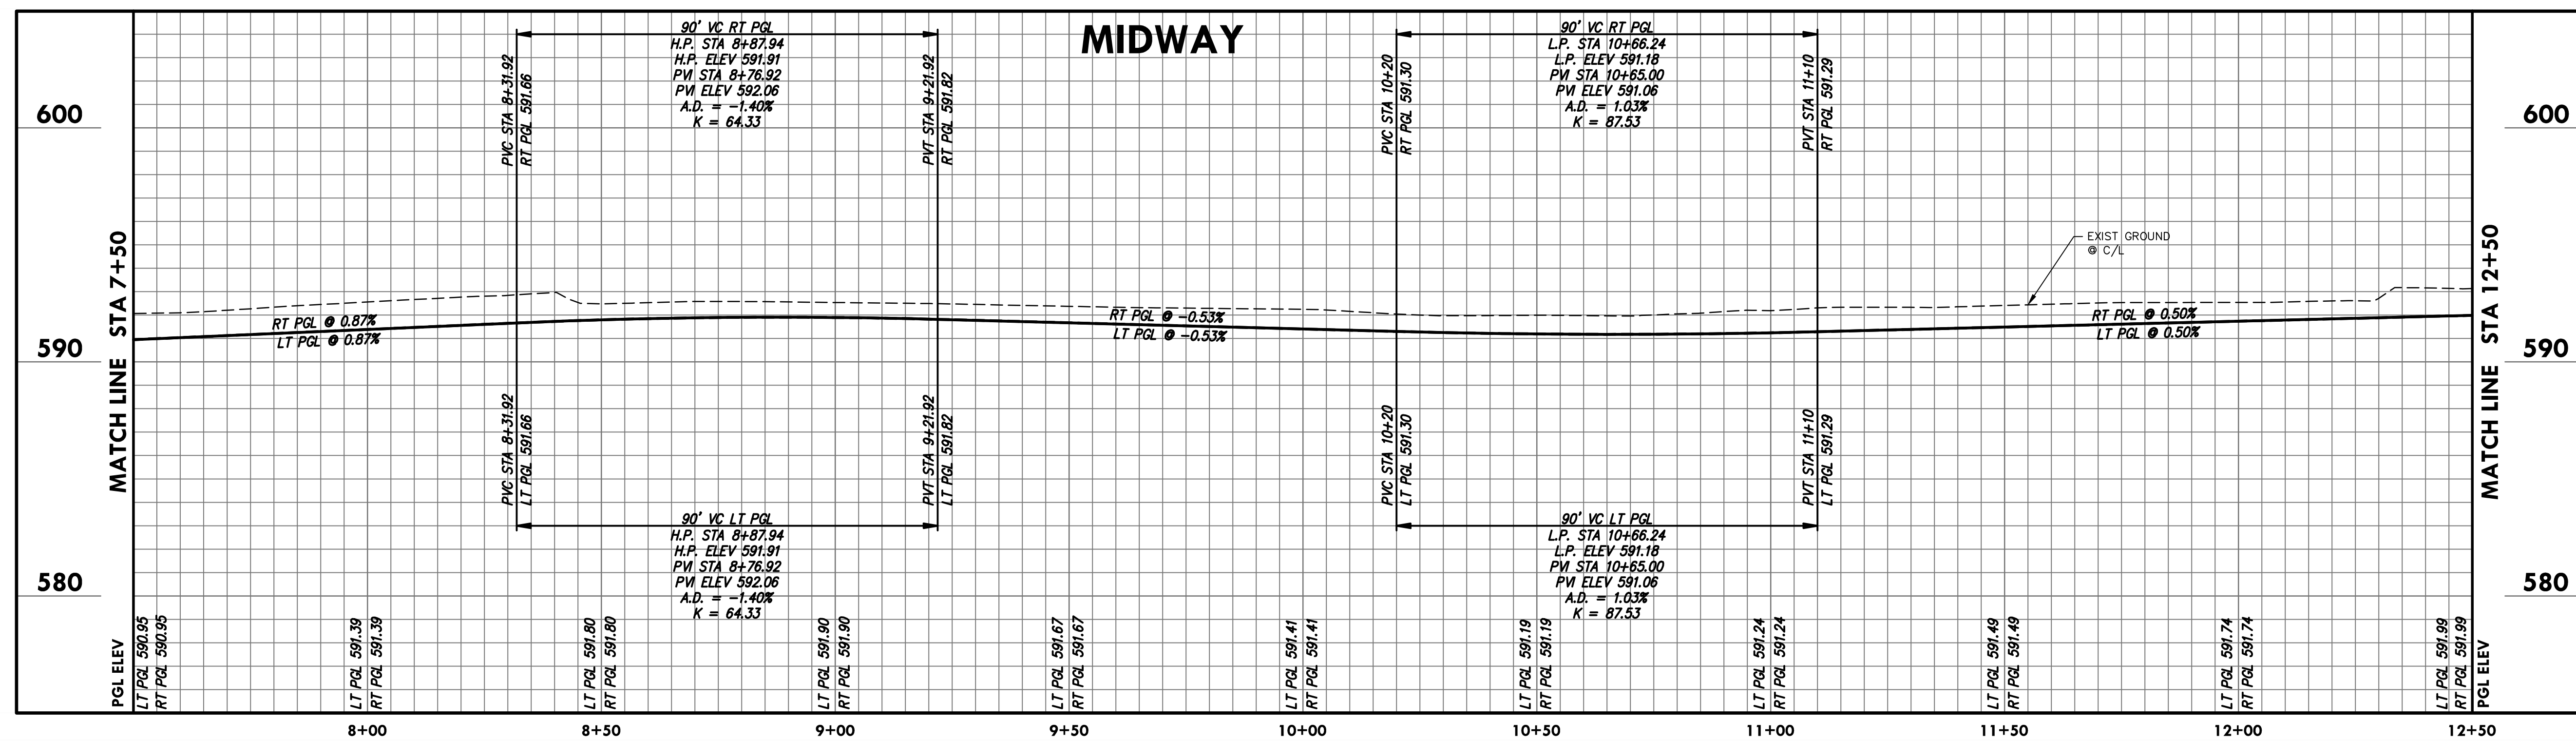 MIDWAY
90' VC RT PGL
H.P. STA 8+87.94
H.P. ELEV 591.91
PVI STA 8+76.92
PVI ELEV 592.06
A.D. = -1.40%
K = 64.33
90' VC RT PGL
L.P. STA 10+66.24
L.P. ELEV 591.18
PVI STA 10+65.00
PVI ELEV 591.06
A.D. = 1.03%
K = 87.53
PVC STA 8+31.92
RT PGL 591.66
PVT STA 9+21.92
RT PGL 591.82
PVC STA 10+20
RT PGL 591.30
PVT STA 11+10
RT PGL 591.29
600
600
MATCH LINE STA 7+50
MATCH LINE STA 12+50
EXIST GROUND
@ C/L
RT PGL @ 0.87%
LT PGL @ 0.87%
RT PGL @ -0.53%
LT PGL @ -0.53%
RT PGL @ 0.50%
LT PGL @ 0.50%
590
590
PVC STA 8+31.92
LT PGL 591.66
PVT STA 9+21.92
LT PGL 591.82
PVC STA 10+20
LT PGL 591.30
PVT STA 11+10
LT PGL 591.29
90' VC LT PGL
H.P. STA 8+87.94
H.P. ELEV 591.91
PVI STA 8+76.92
PVI ELEV 592.06
A.D. = -1.40%
K = 64.33
90' VC LT PGL
L.P. STA 10+66.24
L.P. ELEV 591.18
PVI STA 10+65.00
PVI ELEV 591.06
A.D. = 1.03%
K = 87.53
580
580
PGL ELEV
LT PGL 590.95
RT PGL 590.95
LT PGL 591.39
RT PGL 591.39
LT PGL 591.80
RT PGL 591.80
LT PGL 591.90
RT PGL 591.90
LT PGL 591.67
RT PGL 591.67
LT PGL 591.41
RT PGL 591.41
LT PGL 591.19
RT PGL 591.19
LT PGL 591.24
RT PGL 591.24
LT PGL 591.49
RT PGL 591.49
LT PGL 591.74
RT PGL 591.74
LT PGL 591.99
RT PGL 591.99
PGL ELEV
8+00
8+50
9+00
9+50
10+00
10+50
11+00
11+50
12+00
12+50